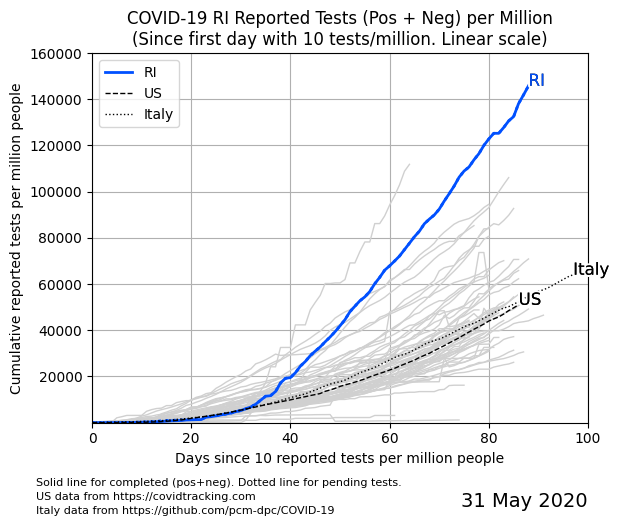 COVID-19 RI Reported Tests (Pos + Neg) per Million
(Since first day with 10 tests/million. Linear scale)
Cumulative reported tests per million people
160000
140000
120000
100000
80000
60000
40000
20000
RI
US
Italy
RI
Italy
US
0
20
40
60
80
100
Days since 10 reported tests per million people
Solid line for completed (pos+neg). Dotted line for pending tests.
US data from https://covidtracking.com
Italy data from https://github.com/pcm-dpc/COVID-19
31 May 2020